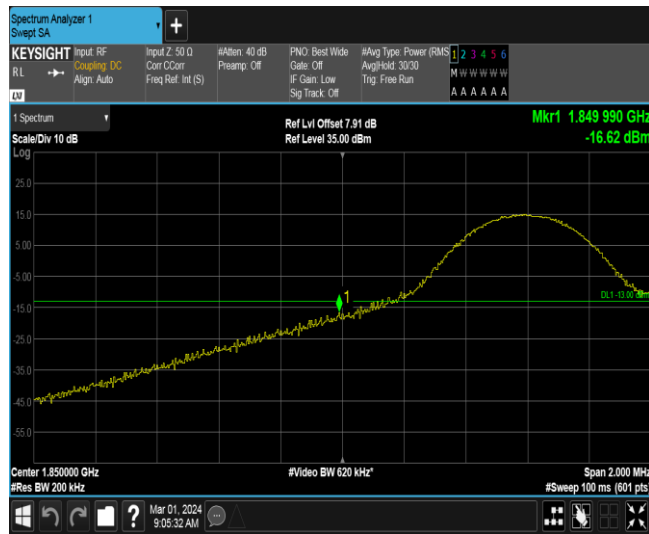 Spectrum Analyzer 1
Swept SA
+
KEYSIGHT
RL
LXI
Input: RF
Coupling: DC
Align: Auto
Input Z: 50 Ω
Corr CCorr
Freq Ref: Int (S)
#Atten: 40 dB
Preamp: Off
PNO: Best Wide
Gate: Off
IF Gain: Low
Sig Track: Off
#Avg Type: Power (RMS
Avg|Hold: 30/30
Trig: Free Run
1 2 3 4 5 6
M W W W W W
A A A A A A
1 Spectrum
Scale/Div 10 dB
Log
Ref Lvl Offset 7.91 dB
Ref Level 35.00 dBm
Mkr1 1.849 990 GHz
-16.62 dBm
25.0
15.0
5.00
-5.00
-15.0
-25.0
-35.0
-45.0
-55.0
1
DL1 -13.00 dBm
Center 1.850000 GHz
#Res BW 200 kHz
#Video BW 620 kHz*
Span 2.000 MHz
#Sweep 100 ms (601 pts)
?
Mar 01, 2024
9:05:32 AM